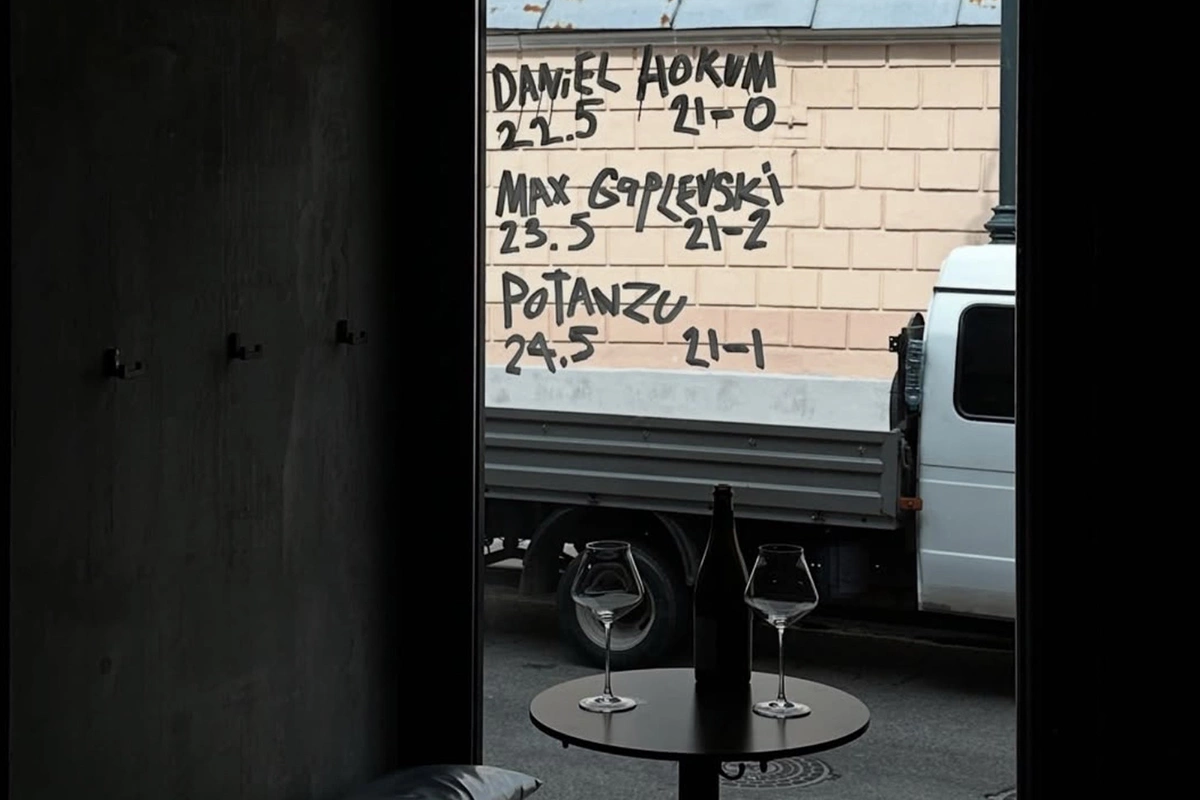 DANiEL HOKUM
22.5 21-0
MAX GOPLEVSKi
23.5 21-2
POTANZU
24.5 21-1